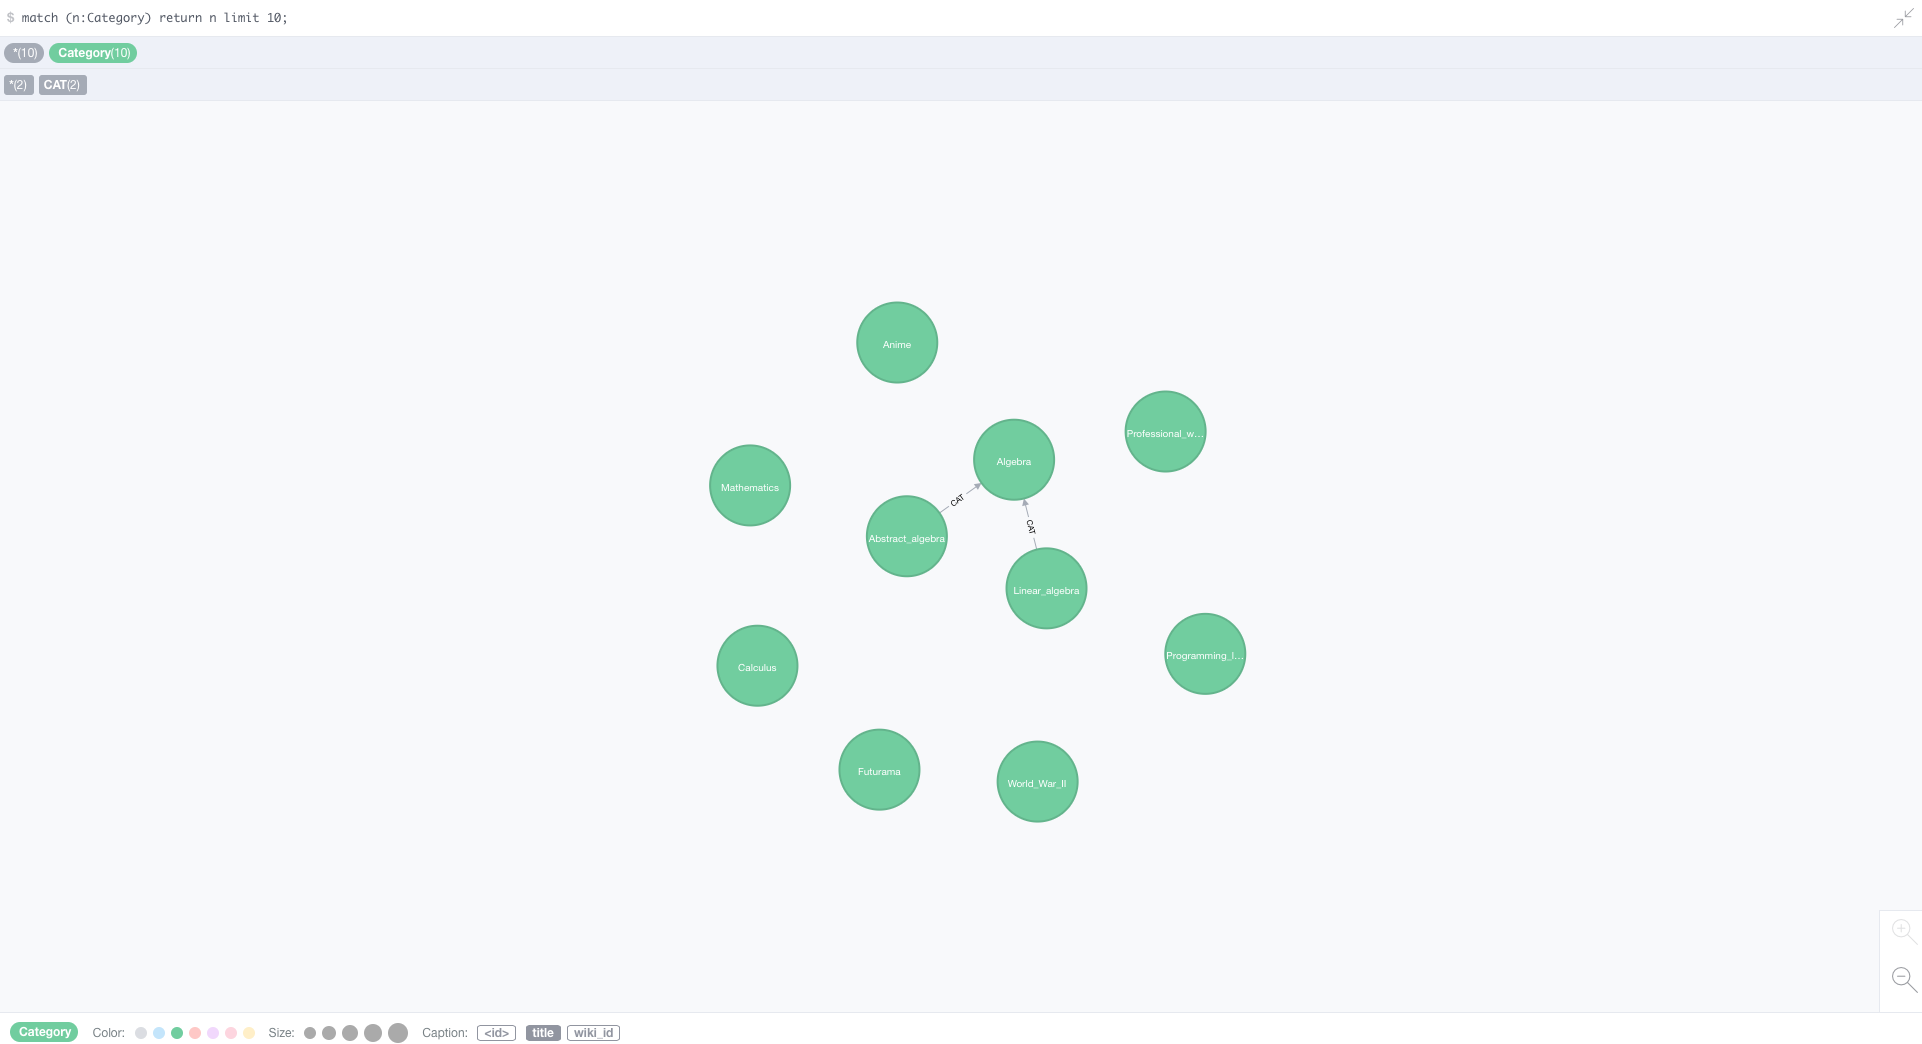 $ match (n:Category) return n limit 10;
*(10) Category(10)
*(2) CAT(2)
Anime
Professional_w...
Algebra
Mathematics
CAT
CAT
Abstract_algebra
Linear_algebra
Programming_l...
Calculus
Futurama
World_War_II
Category Color: Size: Caption: <id> title wiki_id